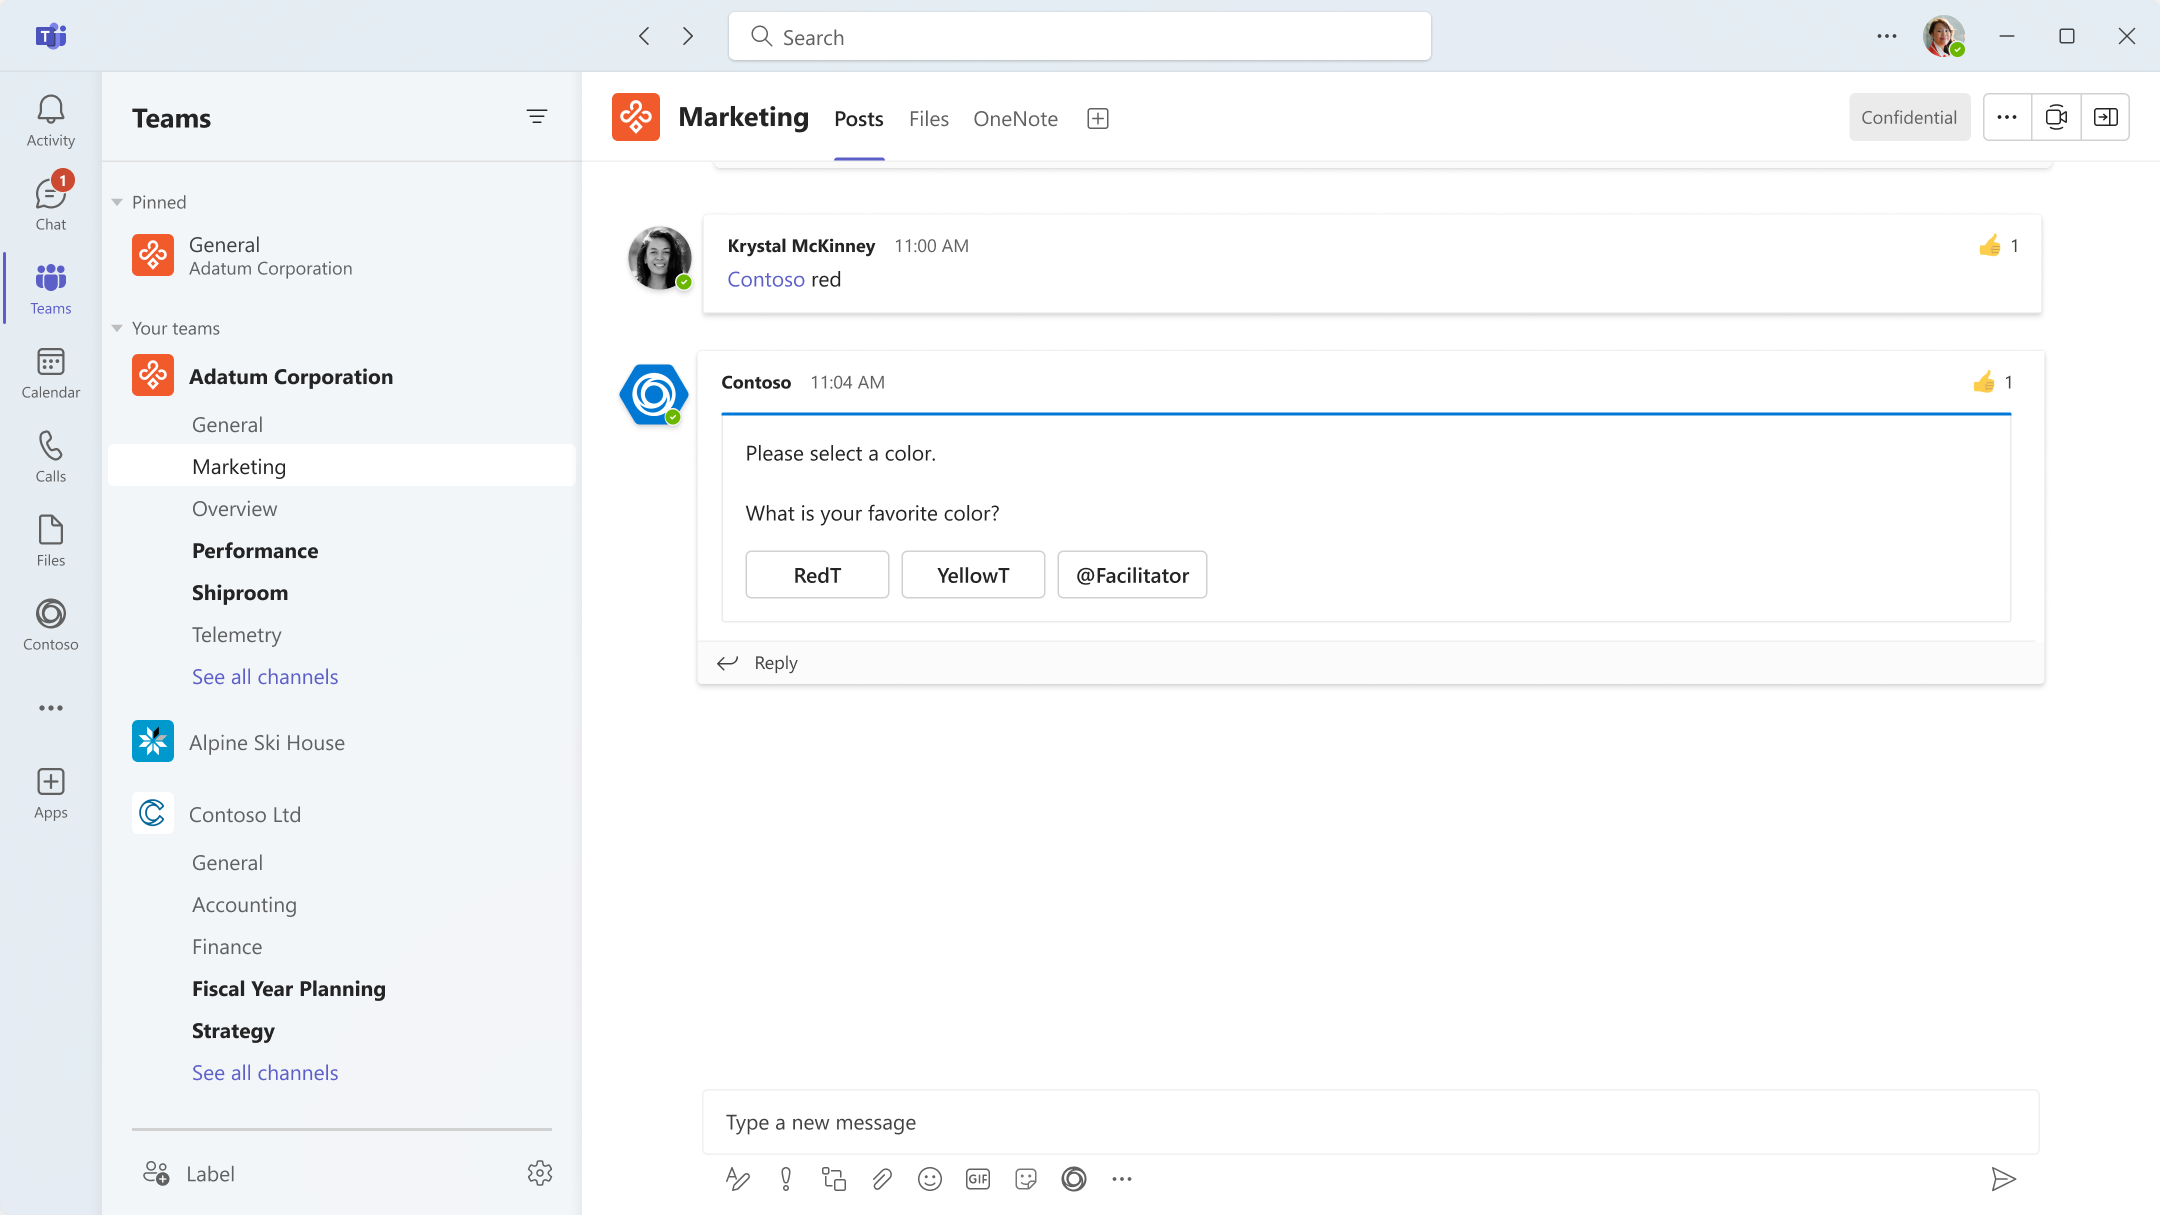 Search
Activity
1
Chat
Teams
Calendar
Calls
Files
Contoso
Apps
Teams
Pinned
General
Adatum Corporation
Your teams
Adatum Corporation
General
Marketing
Overview
Performance
Shiproom
Telemetry
See all channels
Alpine Ski House
Contoso Ltd
General
Accounting
Finance
Fiscal Year Planning
Strategy
See all channels
Label
Marketing Posts Files OneNote
Confidential
Krystal McKinney 11:00 AM
1
Contoso red
Contoso 11:04 AM
1
Please select a color.
What is your favorite color?
RedT YellowT @Facilitator
Reply
Type a new message
GIF